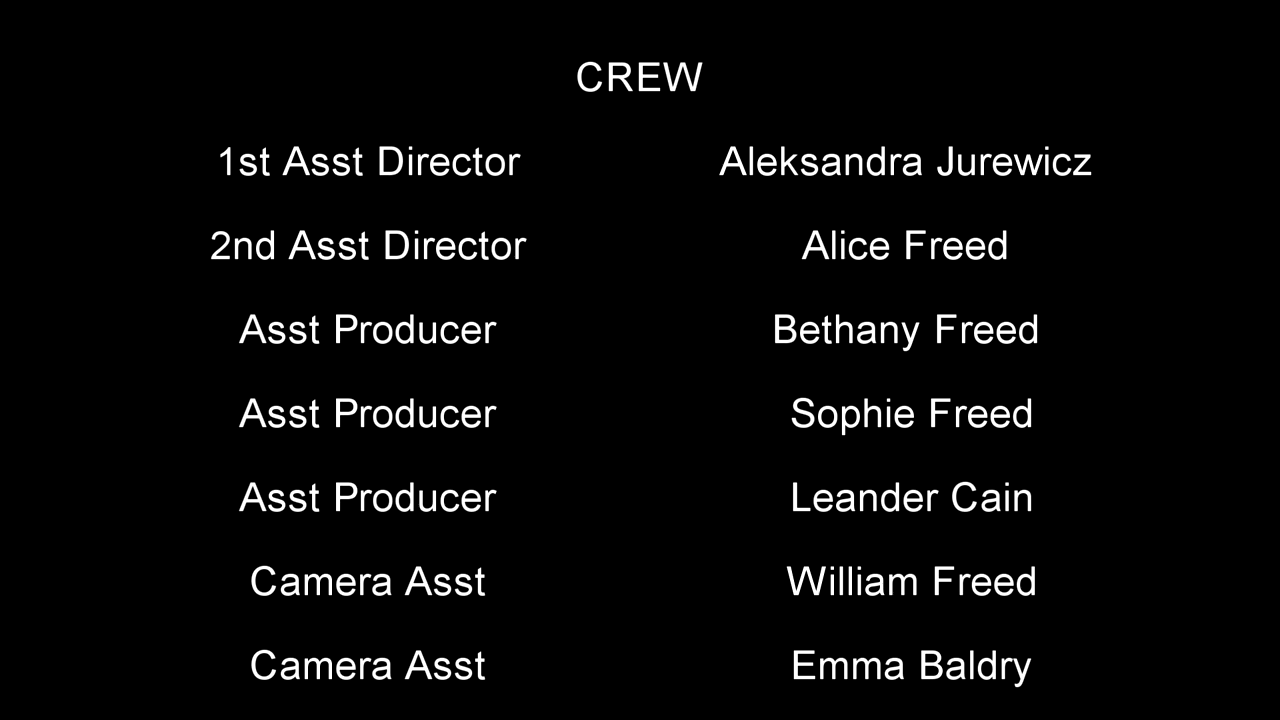 CREW
1st Asst Director Aleksandra Jurewicz
2nd Asst Director Alice Freed
Asst Producer Bethany Freed
Asst Producer Sophie Freed
Asst Producer Leander Cain
Camera Asst William Freed
Camera Asst Emma Baldry